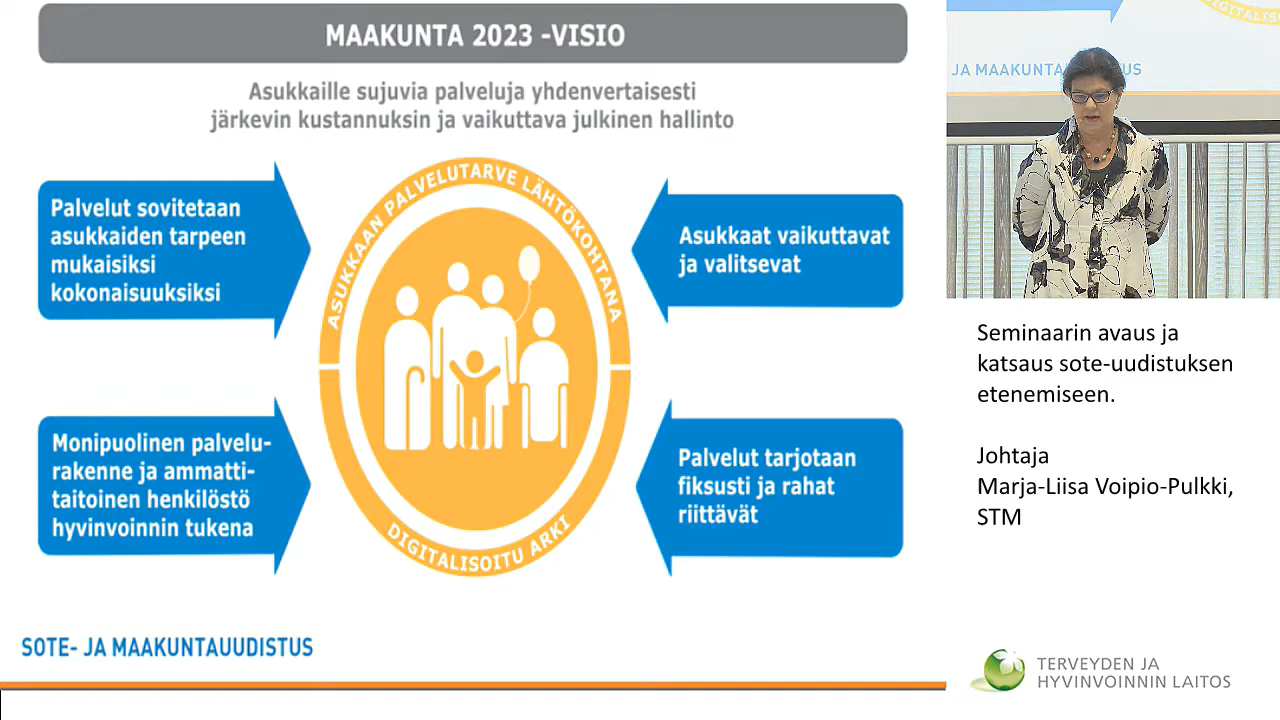 MAAKUNTA 2023 -VISIO
Asukkaille sujuvia palveluja yhdenvertaisesti
järkevin kustannuksin ja vaikuttava julkinen hallinto
Palvelut sovitetaan
asukkaiden tarpeen
mukaisiksi
kokonaisuuksiksi
ASUKKAAN PALVELUTARVE LÄHTÖKOHTANA
Asukkaat vaikuttavat
ja valitsevat
Monipuolinen palvelu-
rakenne ja ammatti-
taitoinen henkilöstö
hyvinvoinnin tukena
DIGITALISOITU ARKI
Palvelut tarjotaan
fiksusti ja rahat
riittävät
SOTE- JA MAAKUNTAUUDISTUS
Seminaarin avaus ja
katsaus sote-uudistuksen
etenemiseen.
Johtaja
Marja-Liisa Voipio-Pulkki,
STM
TERVEYDEN JA
HYVINVOINNIN LAITOS